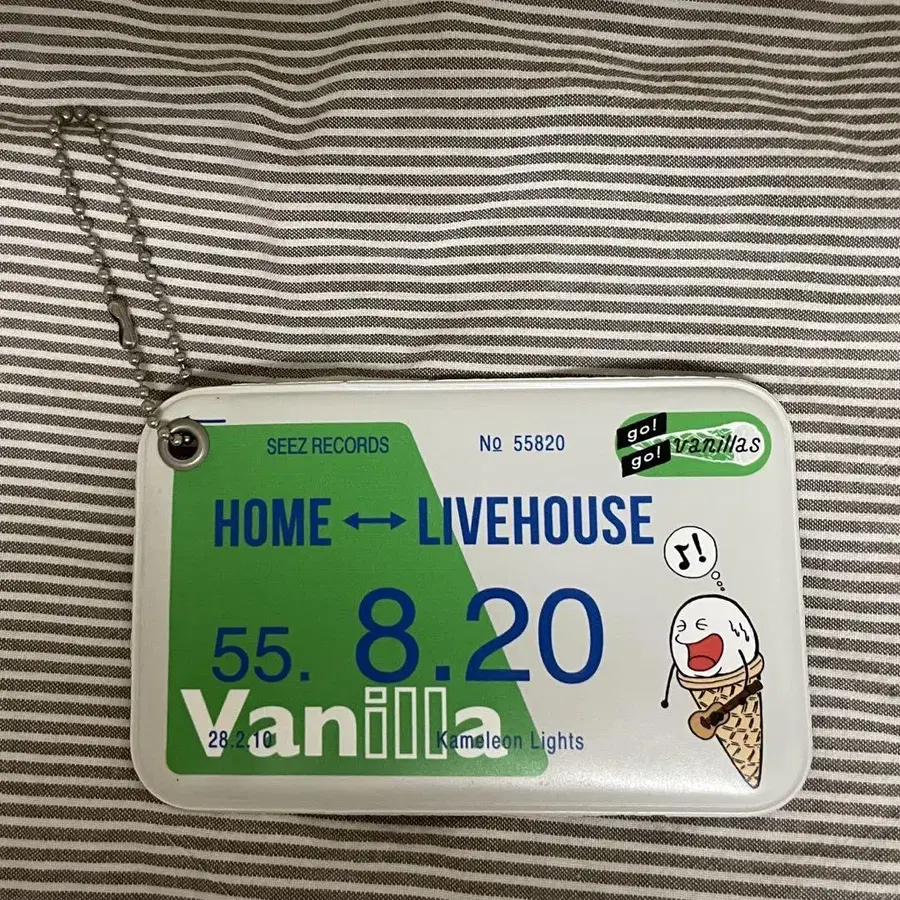 SEEZ RECORDS
№ 55820
go!
go!
vanillas
HOME ↔ LIVEHOUSE
♪!
55. 8.20
Vanilla
28.2.10
Kameleon Lights